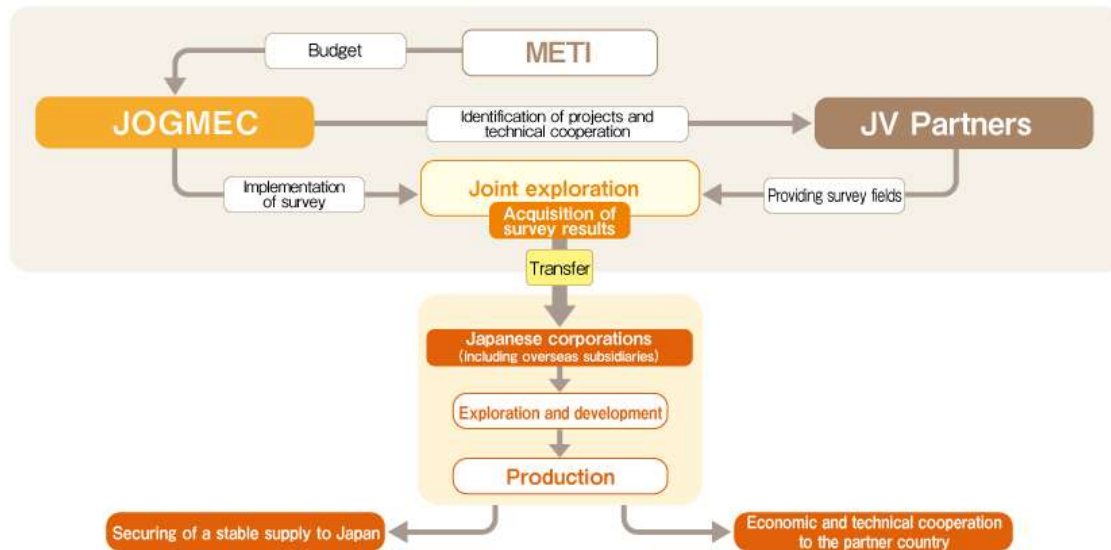 Budget
METI
JOGMEC
Identification of projects and
technical cooperation
JV Partners
Implementation
of survey
Joint exploration
Providing survey fields
Acquisition of
survey results
Transfer
Japanese corporations
(including overseas subsidiaries)
Exploration and development
Production
Securing of a stable supply to Japan
Economic and technical cooperation
to the partner country